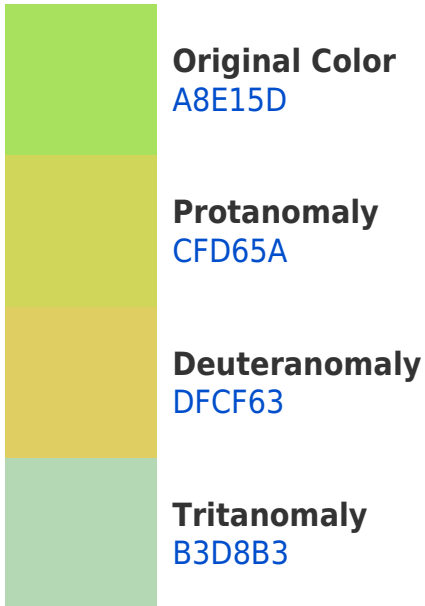 Original Color
A8E15D
Protanomaly
CFD65A
Deuteranomaly
DFCF63
Tritanomaly
B3D8B3